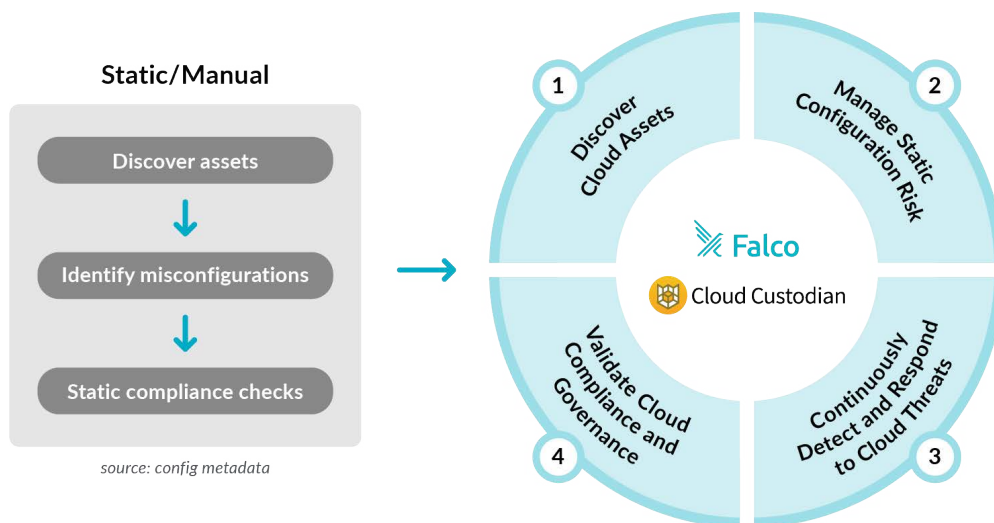 Static/Manual
Discover assets
Identify misconfigurations
Static compliance checks
source: config metadata
1
Discover
Cloud Assets
2
Manage Static
Configuration Risk
Falco
Cloud Custodian
3
Continuously
Detect and Respond
to Cloud Threats
4
Validate Cloud
Compliance and
Governance